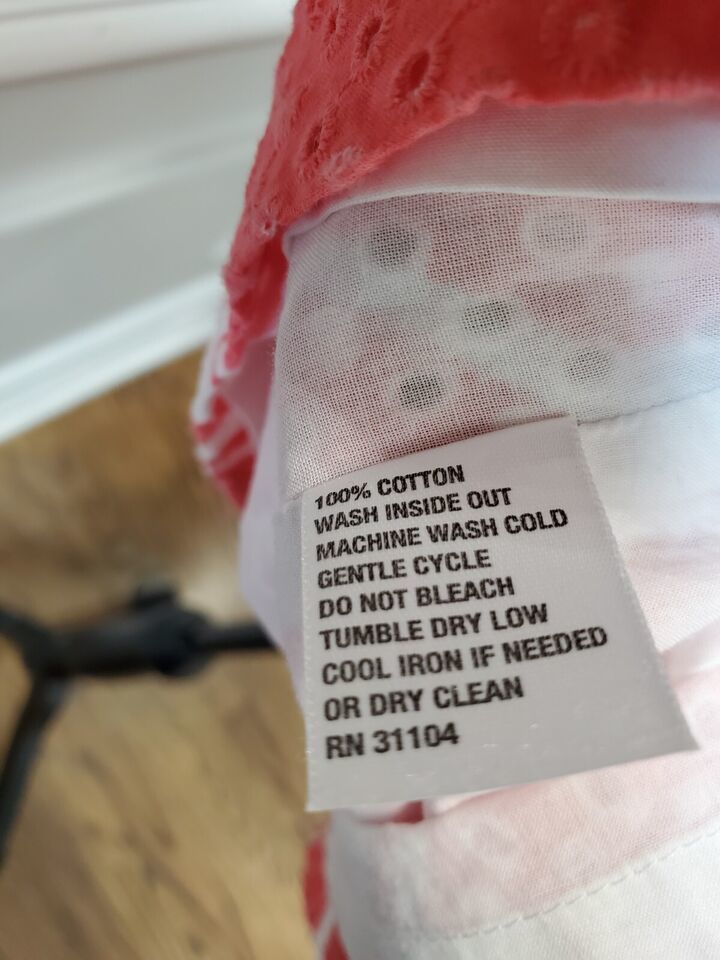 100% COTTON
WASH INSIDE OUT
MACHINE WASH COLD
GENTLE CYCLE
DO NOT BLEACH
TUMBLE DRY LOW
COOL IRON IF NEEDED
OR DRY CLEAN
RN 31104